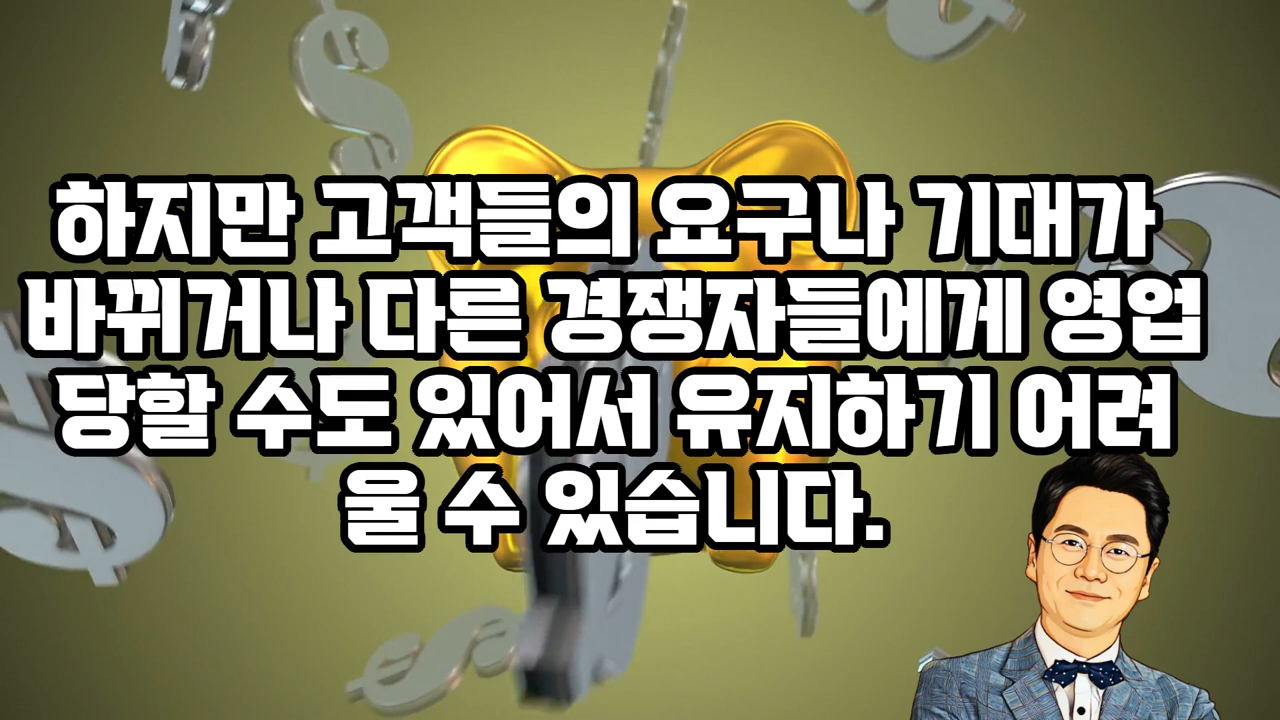 하지만 고객들의 요구나 기대가
바뀌거나 다른 경쟁자들에게 영업
당할 수도 있어서 유지하기 어려
울 수 있습니다.